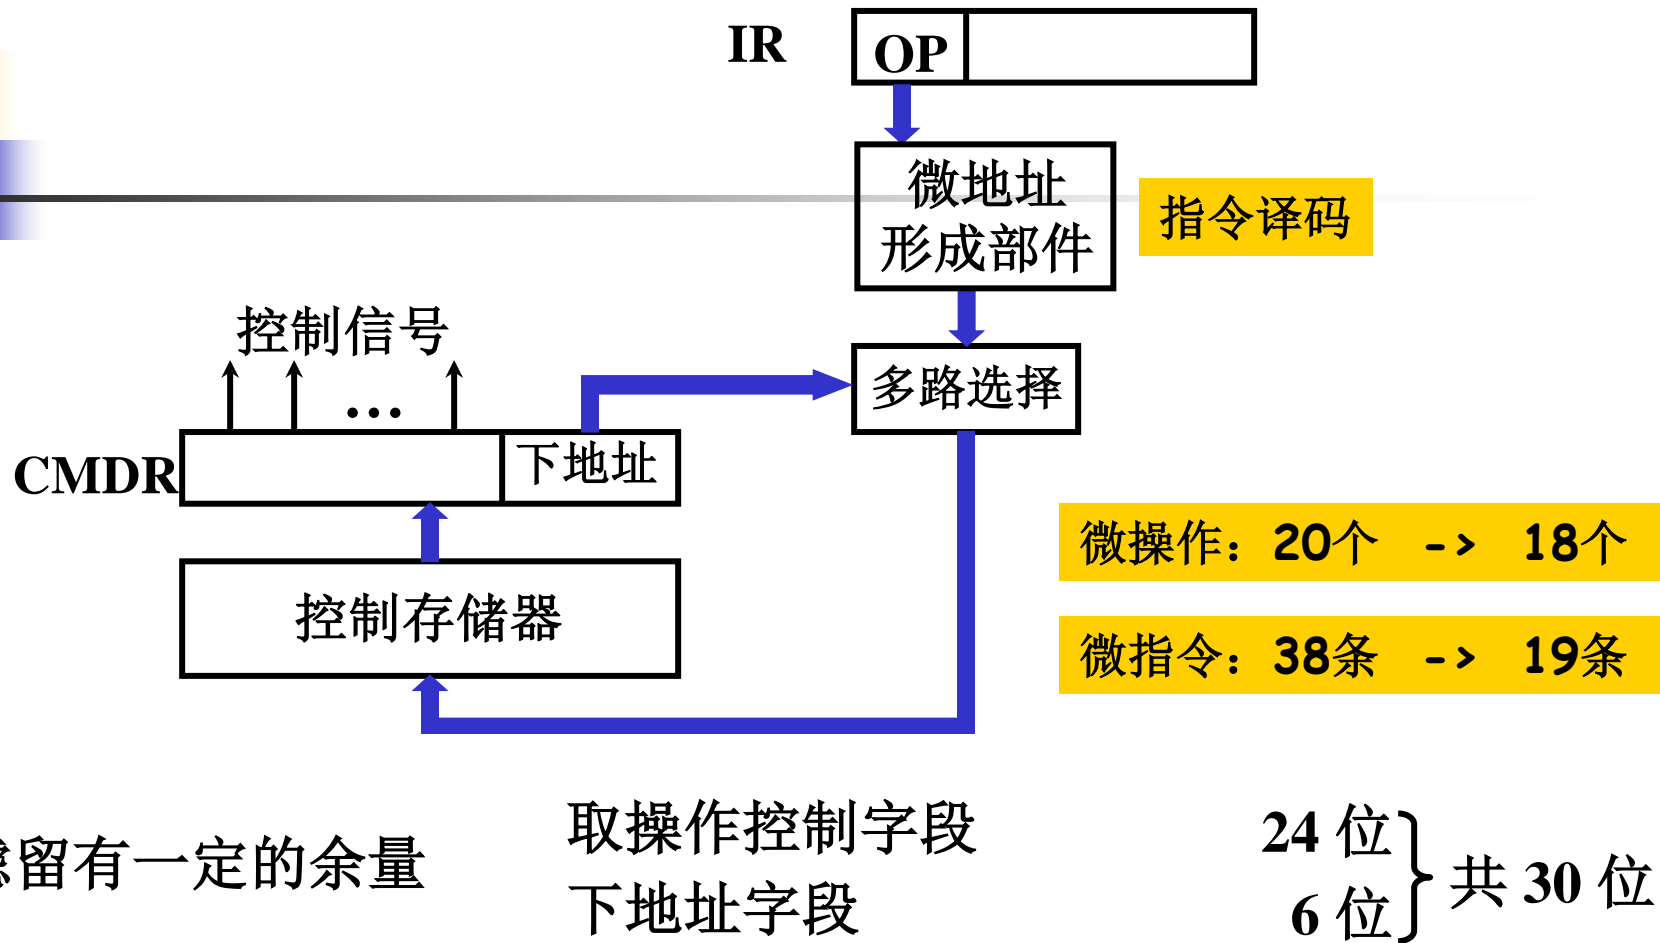 IR
OP
微地址
形成部件
指令译码
控制信号
…
多路选择
CMDR
下地址
控制存储器
微操作：20个 -> 18个
微指令：38条 -> 19条
留有一定的余量
取操作控制字段 24 位
下地址字段 6 位
共 30 位